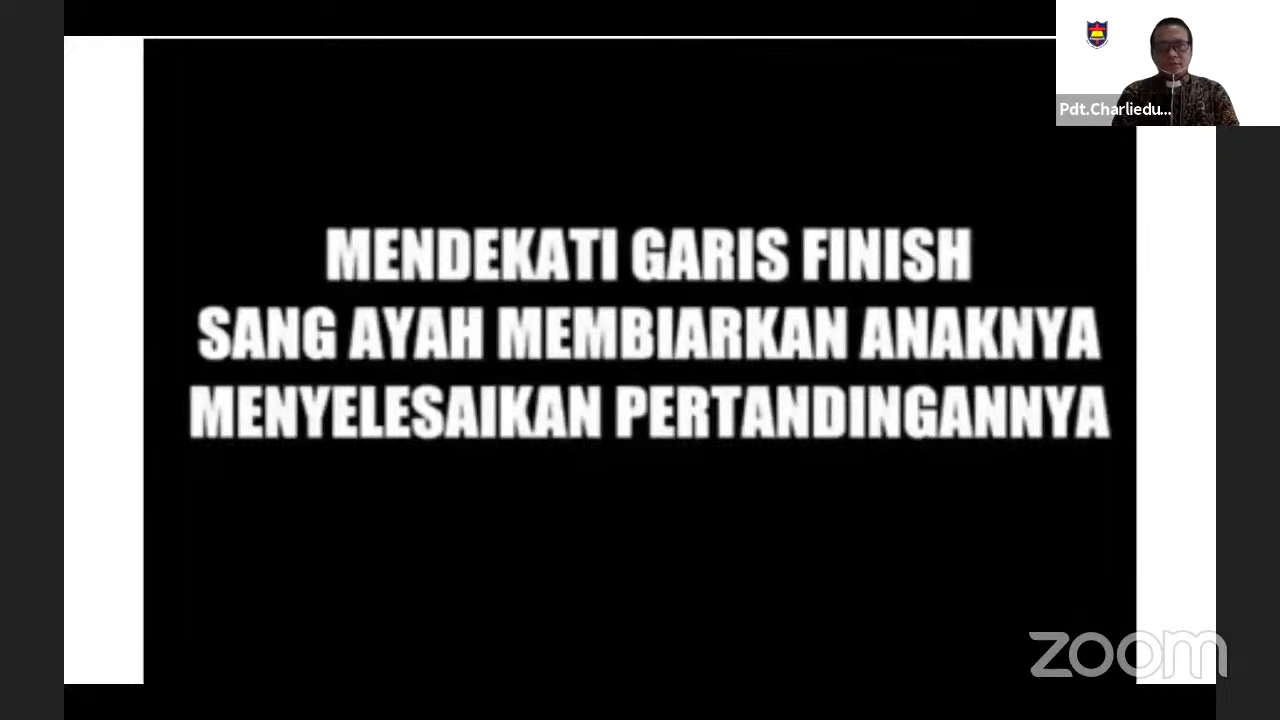 Pdt.Charliedu...
MENDEKATI GARIS FINISH
SANG AYAH MEMBIARKAN ANAKNYA
MENYELESAIKAN PERTANDINGANNYA
zoom